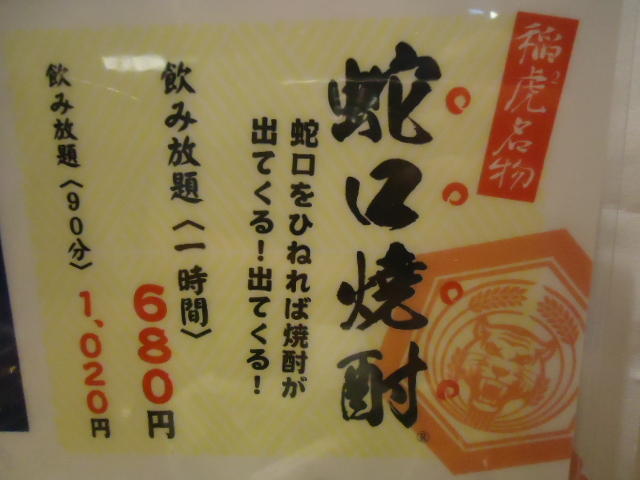 稲虎名物
蛇口焼酎®
蛇口をひねれば焼酎が
出てくる！出てくる！
飲み放題〈一時間〉680円
飲み放題〈90分〉1,020円